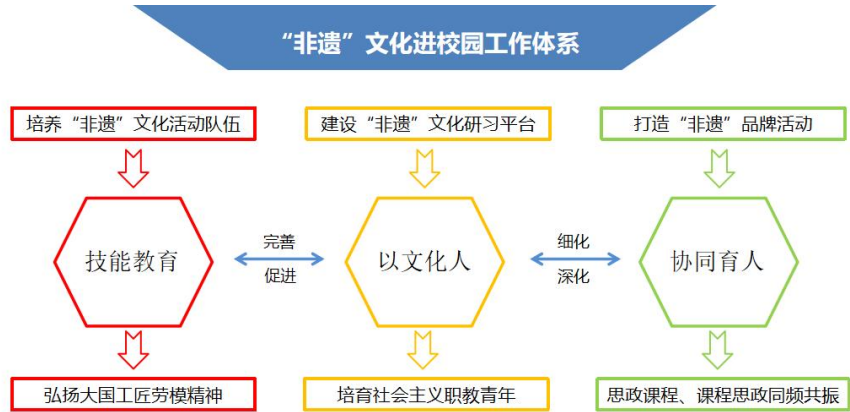 “非遗”文化进校园工作体系
培养“非遗”文化活动队伍
建设“非遗”文化研习平台
打造“非遗”品牌活动
技能教育
完善
促进
以文化人
细化
深化
协同育人
弘扬大国工匠劳模精神
培育社会主义职教青年
思政课程、课程思政同频共振